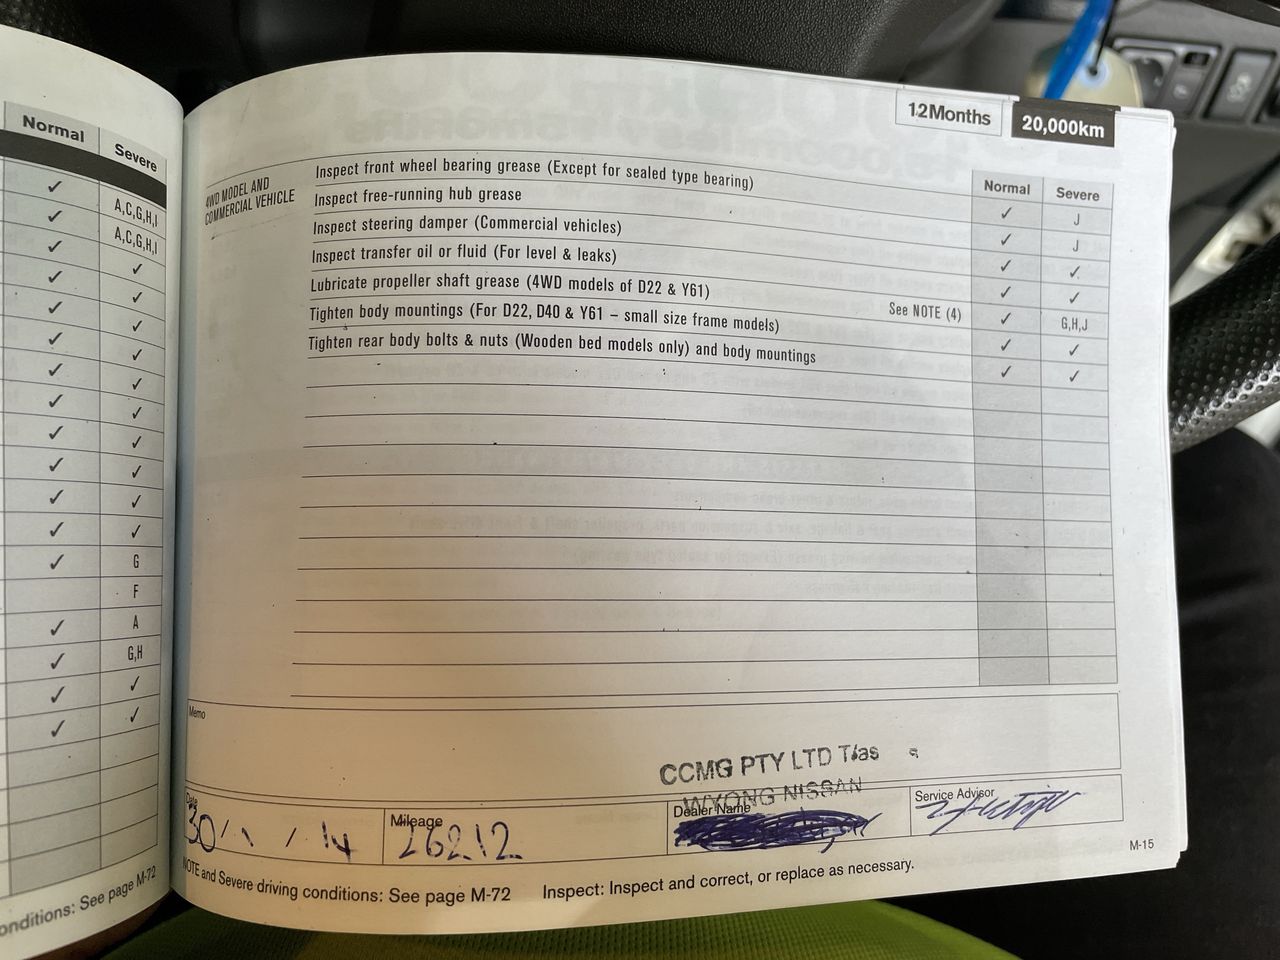 Normal
Severe
✓ A,C,G,H,I
✓ A,C,G,H,I
✓ ✓
✓ ✓
✓ ✓
✓ ✓
✓ ✓
✓ ✓
✓ ✓
✓ ✓
✓ ✓
✓ ✓
✓ G
F
✓ A
✓ G,H
✓ ✓
✓ ✓
onditions: See page M-72
12Months
20,000km
Normal Severe
4WD MODEL AND
COMMERCIAL VEHICLE
Inspect front wheel bearing grease (Except for sealed type bearing) ✓ J
Inspect free-running hub grease ✓ J
Inspect steering damper (Commercial vehicles) ✓ ✓
Inspect transfer oil or fluid (For level & leaks) ✓ ✓
Lubricate propeller shaft grease (4WD models of D22 & Y61) See NOTE (4) ✓ G,H,J
Tighten body mountings (For D22, D40 & Y61 – small size frame models) ✓ ✓
Tighten rear body bolts & nuts (Wooden bed models only) and body mountings ✓ ✓
Memo
CCMG PTY LTD T/as
WYONG NISSAN
Date
30/1/14
Mileage
26212
Dealer Name
Service Advisor
NOTE and Severe driving conditions: See page M-72 Inspect: Inspect and correct, or replace as necessary.
M-15